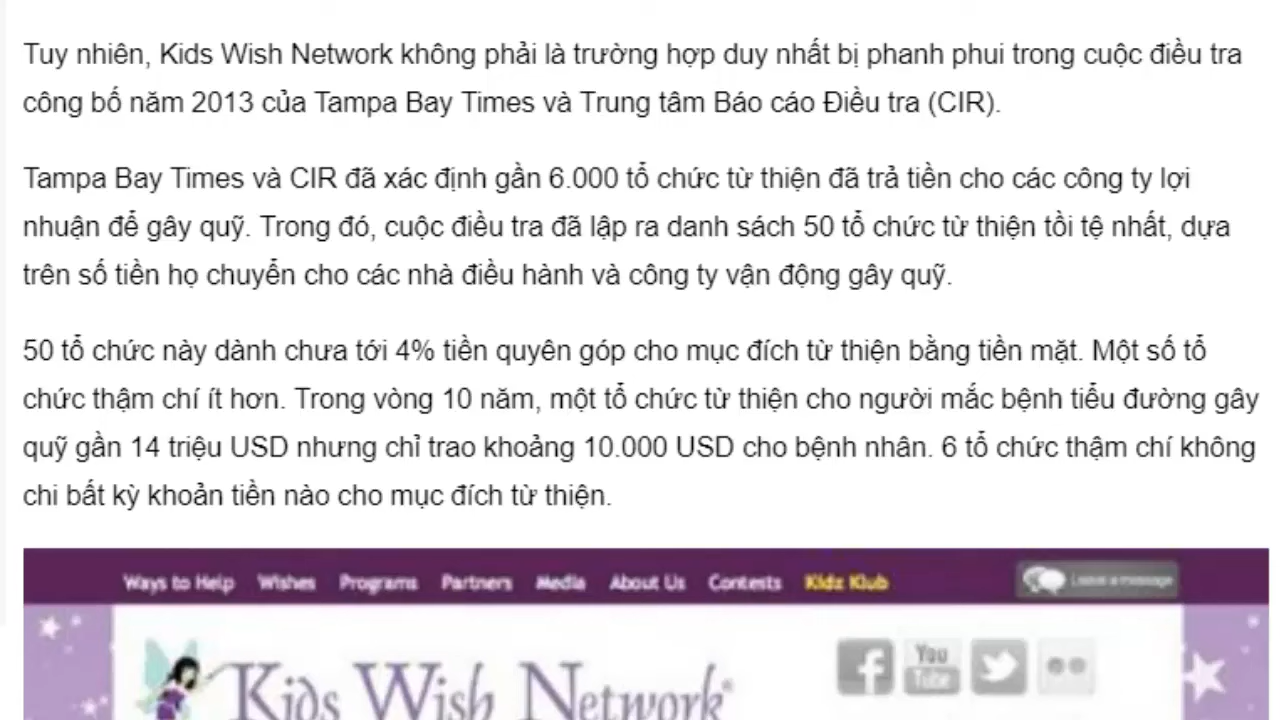 Tuy nhiên, Kids Wish Network không phải là trường hợp duy nhất bị phanh phui trong cuộc điều tra
công bố năm 2013 của Tampa Bay Times và Trung tâm Báo cáo Điều tra (CIR).
Tampa Bay Times và CIR đã xác định gần 6.000 tổ chức từ thiện đã trả tiền cho các công ty lợi
nhuận để gây quỹ. Trong đó, cuộc điều tra đã lập ra danh sách 50 tổ chức từ thiện tồi tệ nhất, dựa
trên số tiền họ chuyển cho các nhà điều hành và công ty vận động gây quỹ.
50 tổ chức này dành chưa tới 4% tiền quyên góp cho mục đích từ thiện bằng tiền mặt. Một số tổ
chức thậm chí ít hơn. Trong vòng 10 năm, một tổ chức từ thiện cho người mắc bệnh tiểu đường gây
quỹ gần 14 triệu USD nhưng chỉ trao khoảng 10.000 USD cho bệnh nhân. 6 tổ chức thậm chí không
chi bất kỳ khoản tiền nào cho mục đích từ thiện.
Ways to Help Wishes Programs Partners Media About Us Contests Kidz Klub Leave a message
Kids Wish Network®
You Tube